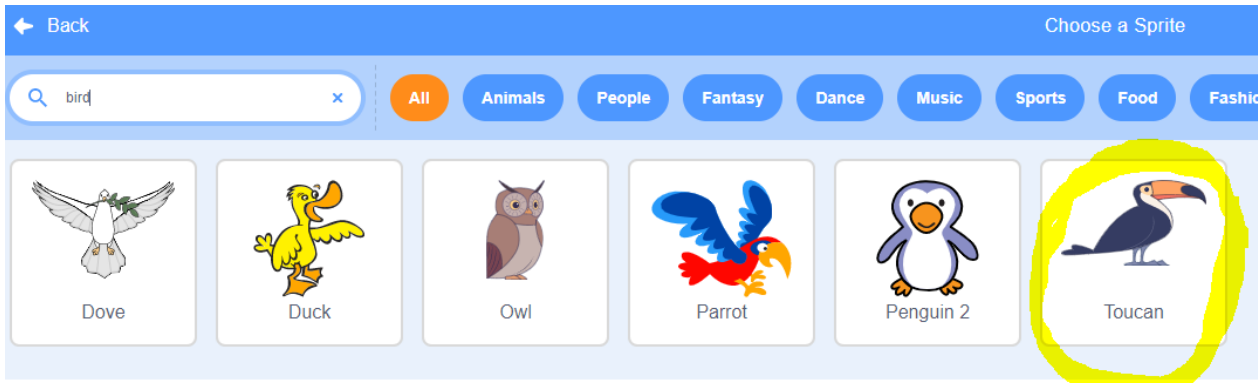 Back
Choose a Sprite
bird
All
Animals
People
Fantasy
Dance
Music
Sports
Food
Fashio
Dove
Duck
Owl
Parrot
Penguin 2
Toucan